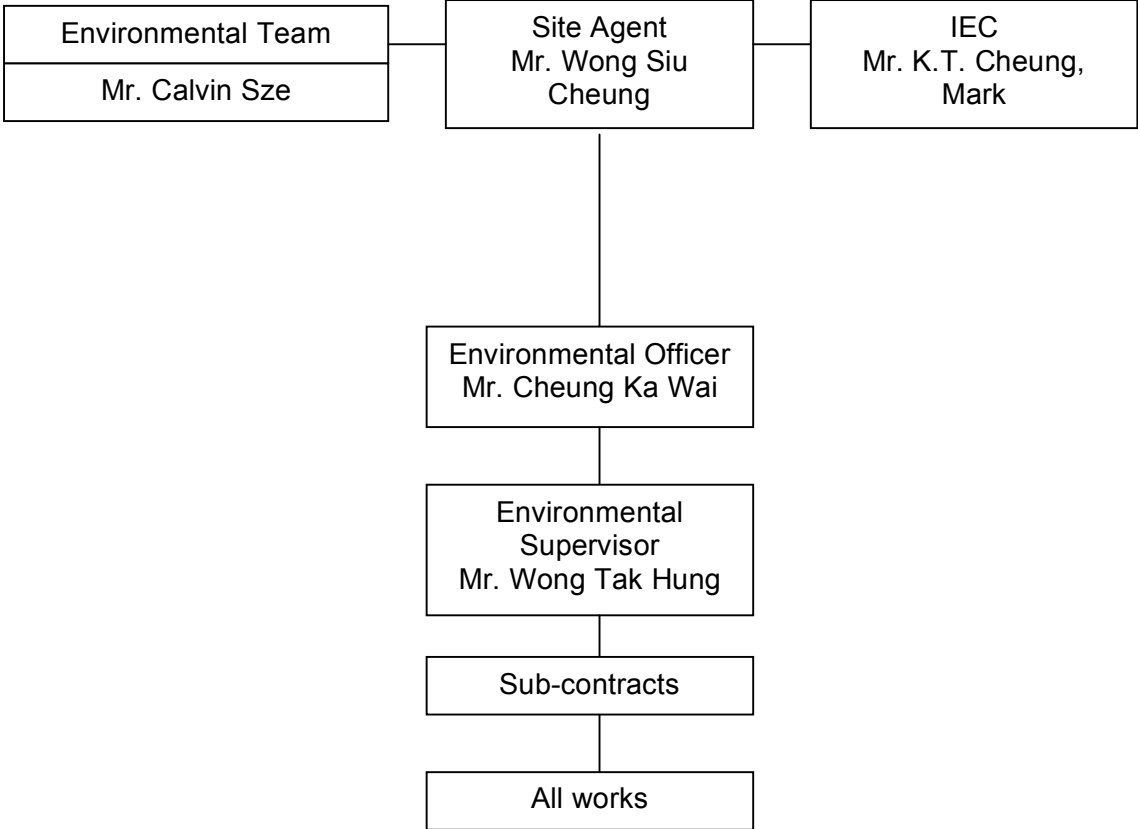 Environmental Team
Mr. Calvin Sze
Site Agent
Mr. Wong Siu
Cheung
IEC
Mr. K.T. Cheung,
Mark
Environmental Officer
Mr. Cheung Ka Wai
Environmental
Supervisor
Mr. Wong Tak Hung
Sub-contracts
All works